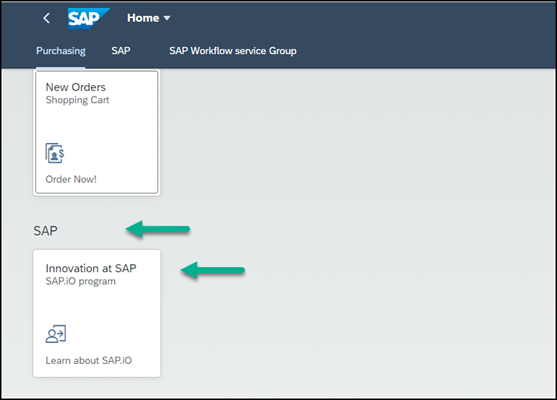 SAP Home
Purchasing SAP SAP Workflow service Group
New Orders
Shopping Cart
Order Now!
SAP
Innovation at SAP
SAP.iO program
Learn about SAP.iO